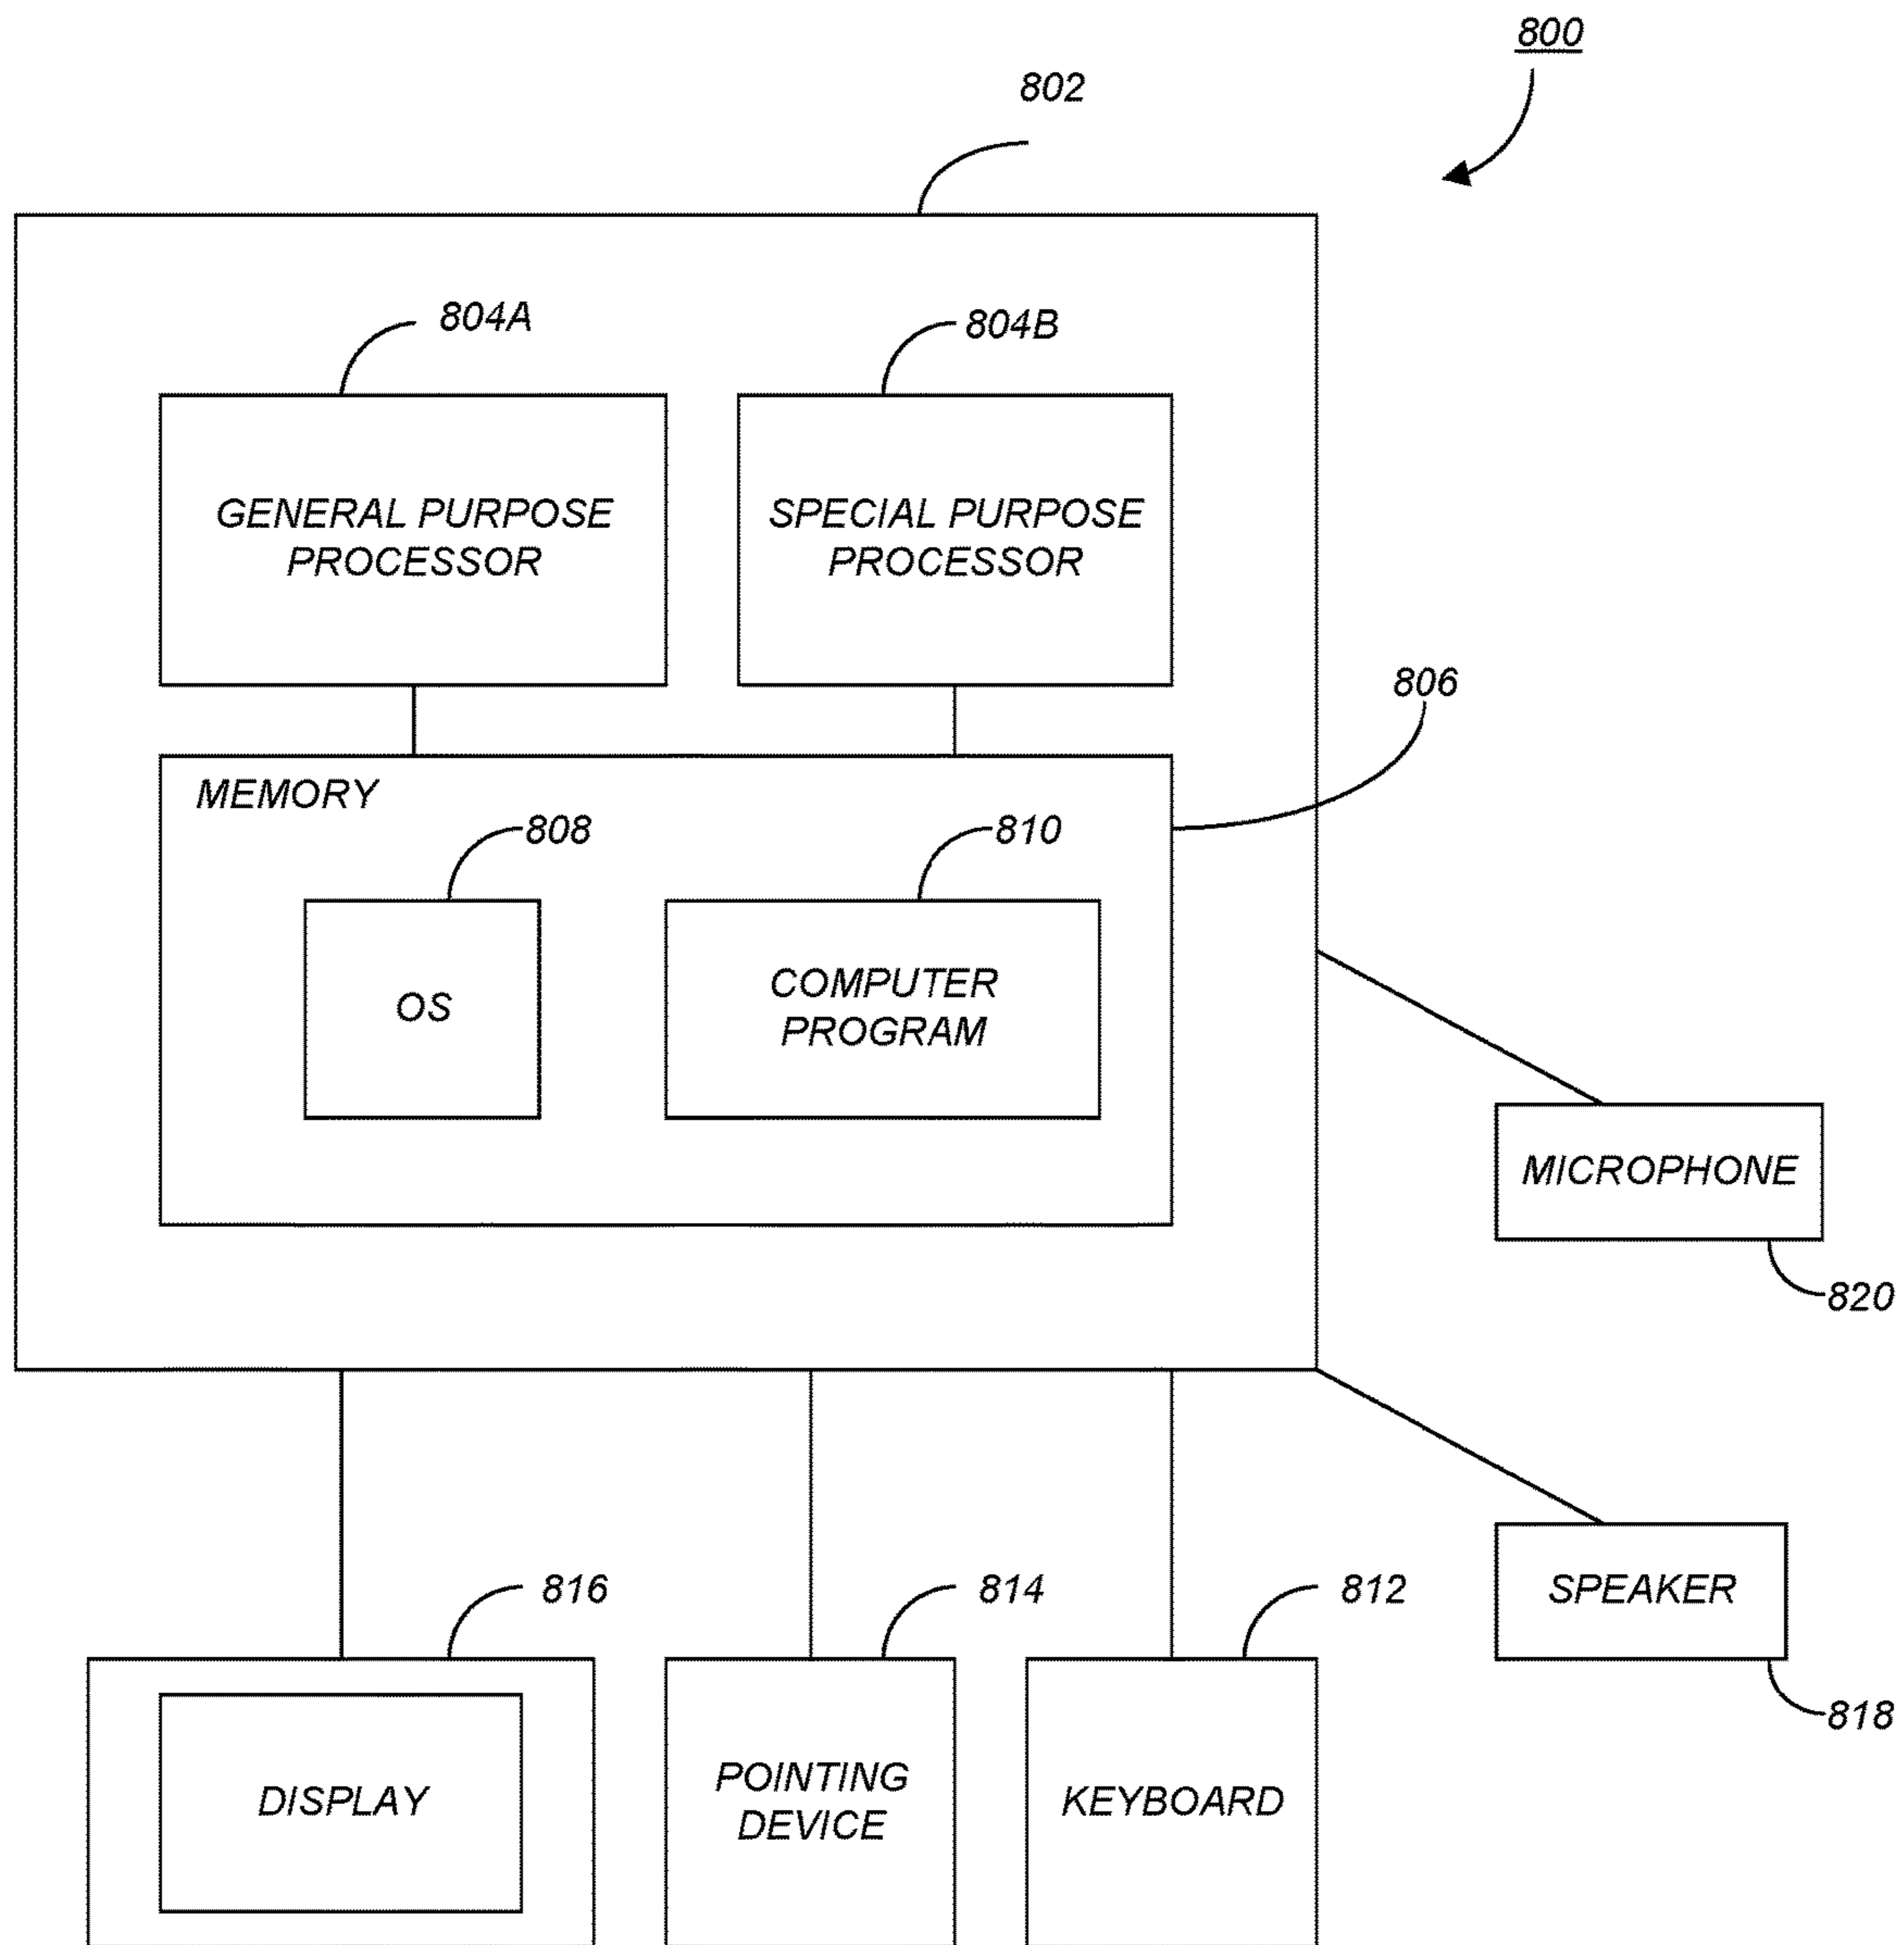 800
802
804A
804B
GENERAL PURPOSE
PROCESSOR
SPECIAL PURPOSE
PROCESSOR
806
MEMORY
808
810
OS
COMPUTER
PROGRAM
MICROPHONE
820
816
814
812
SPEAKER
818
DISPLAY
POINTING
DEVICE
KEYBOARD